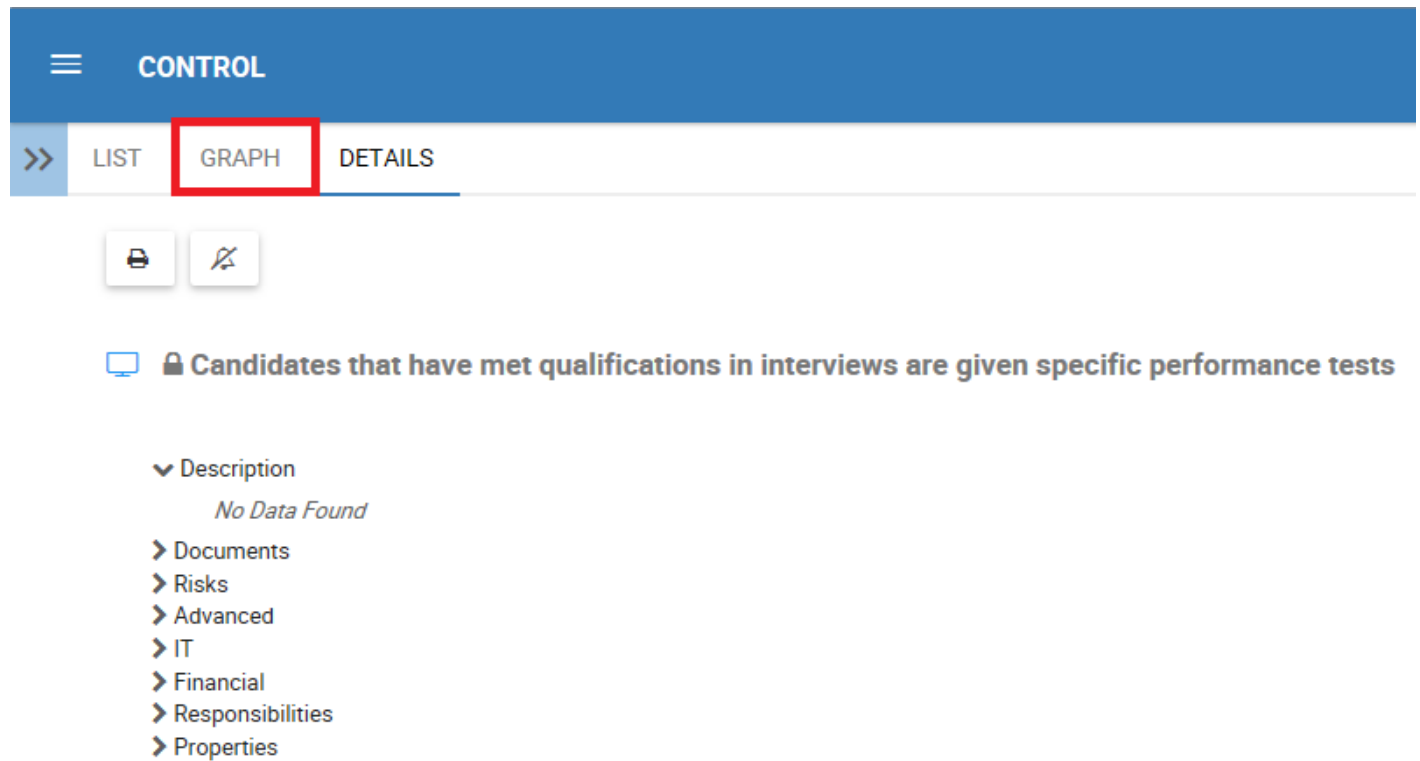 CONTROL
LIST GRAPH DETAILS
Candidates that have met qualifications in interviews are given specific performance tests
Description
No Data Found
Documents
Risks
Advanced
IT
Financial
Responsibilities
Properties